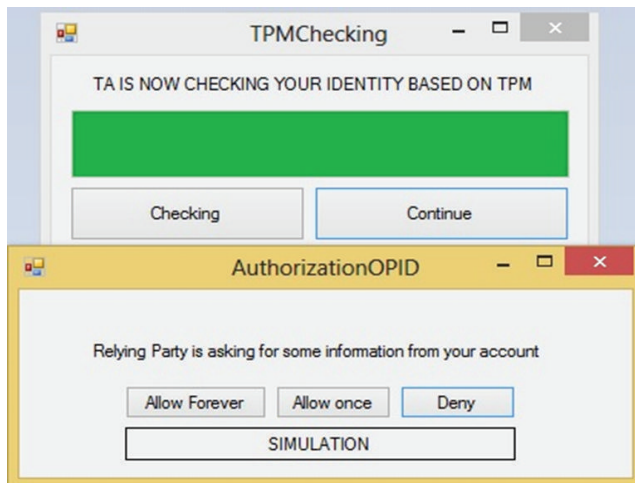 TPMChecking
TA IS NOW CHECKING YOUR IDENTITY BASED ON TPM
Checking Continue
AuthorizationOPID
Relying Party is asking for some information from your account
Allow Forever Allow once Deny
SIMULATION